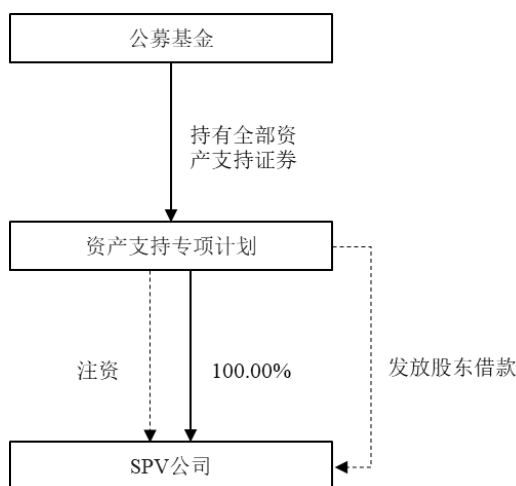 公募基金
持有全部资
产支持证券
资产支持专项计划
注资
100.00%
发放股东借款
SPV公司